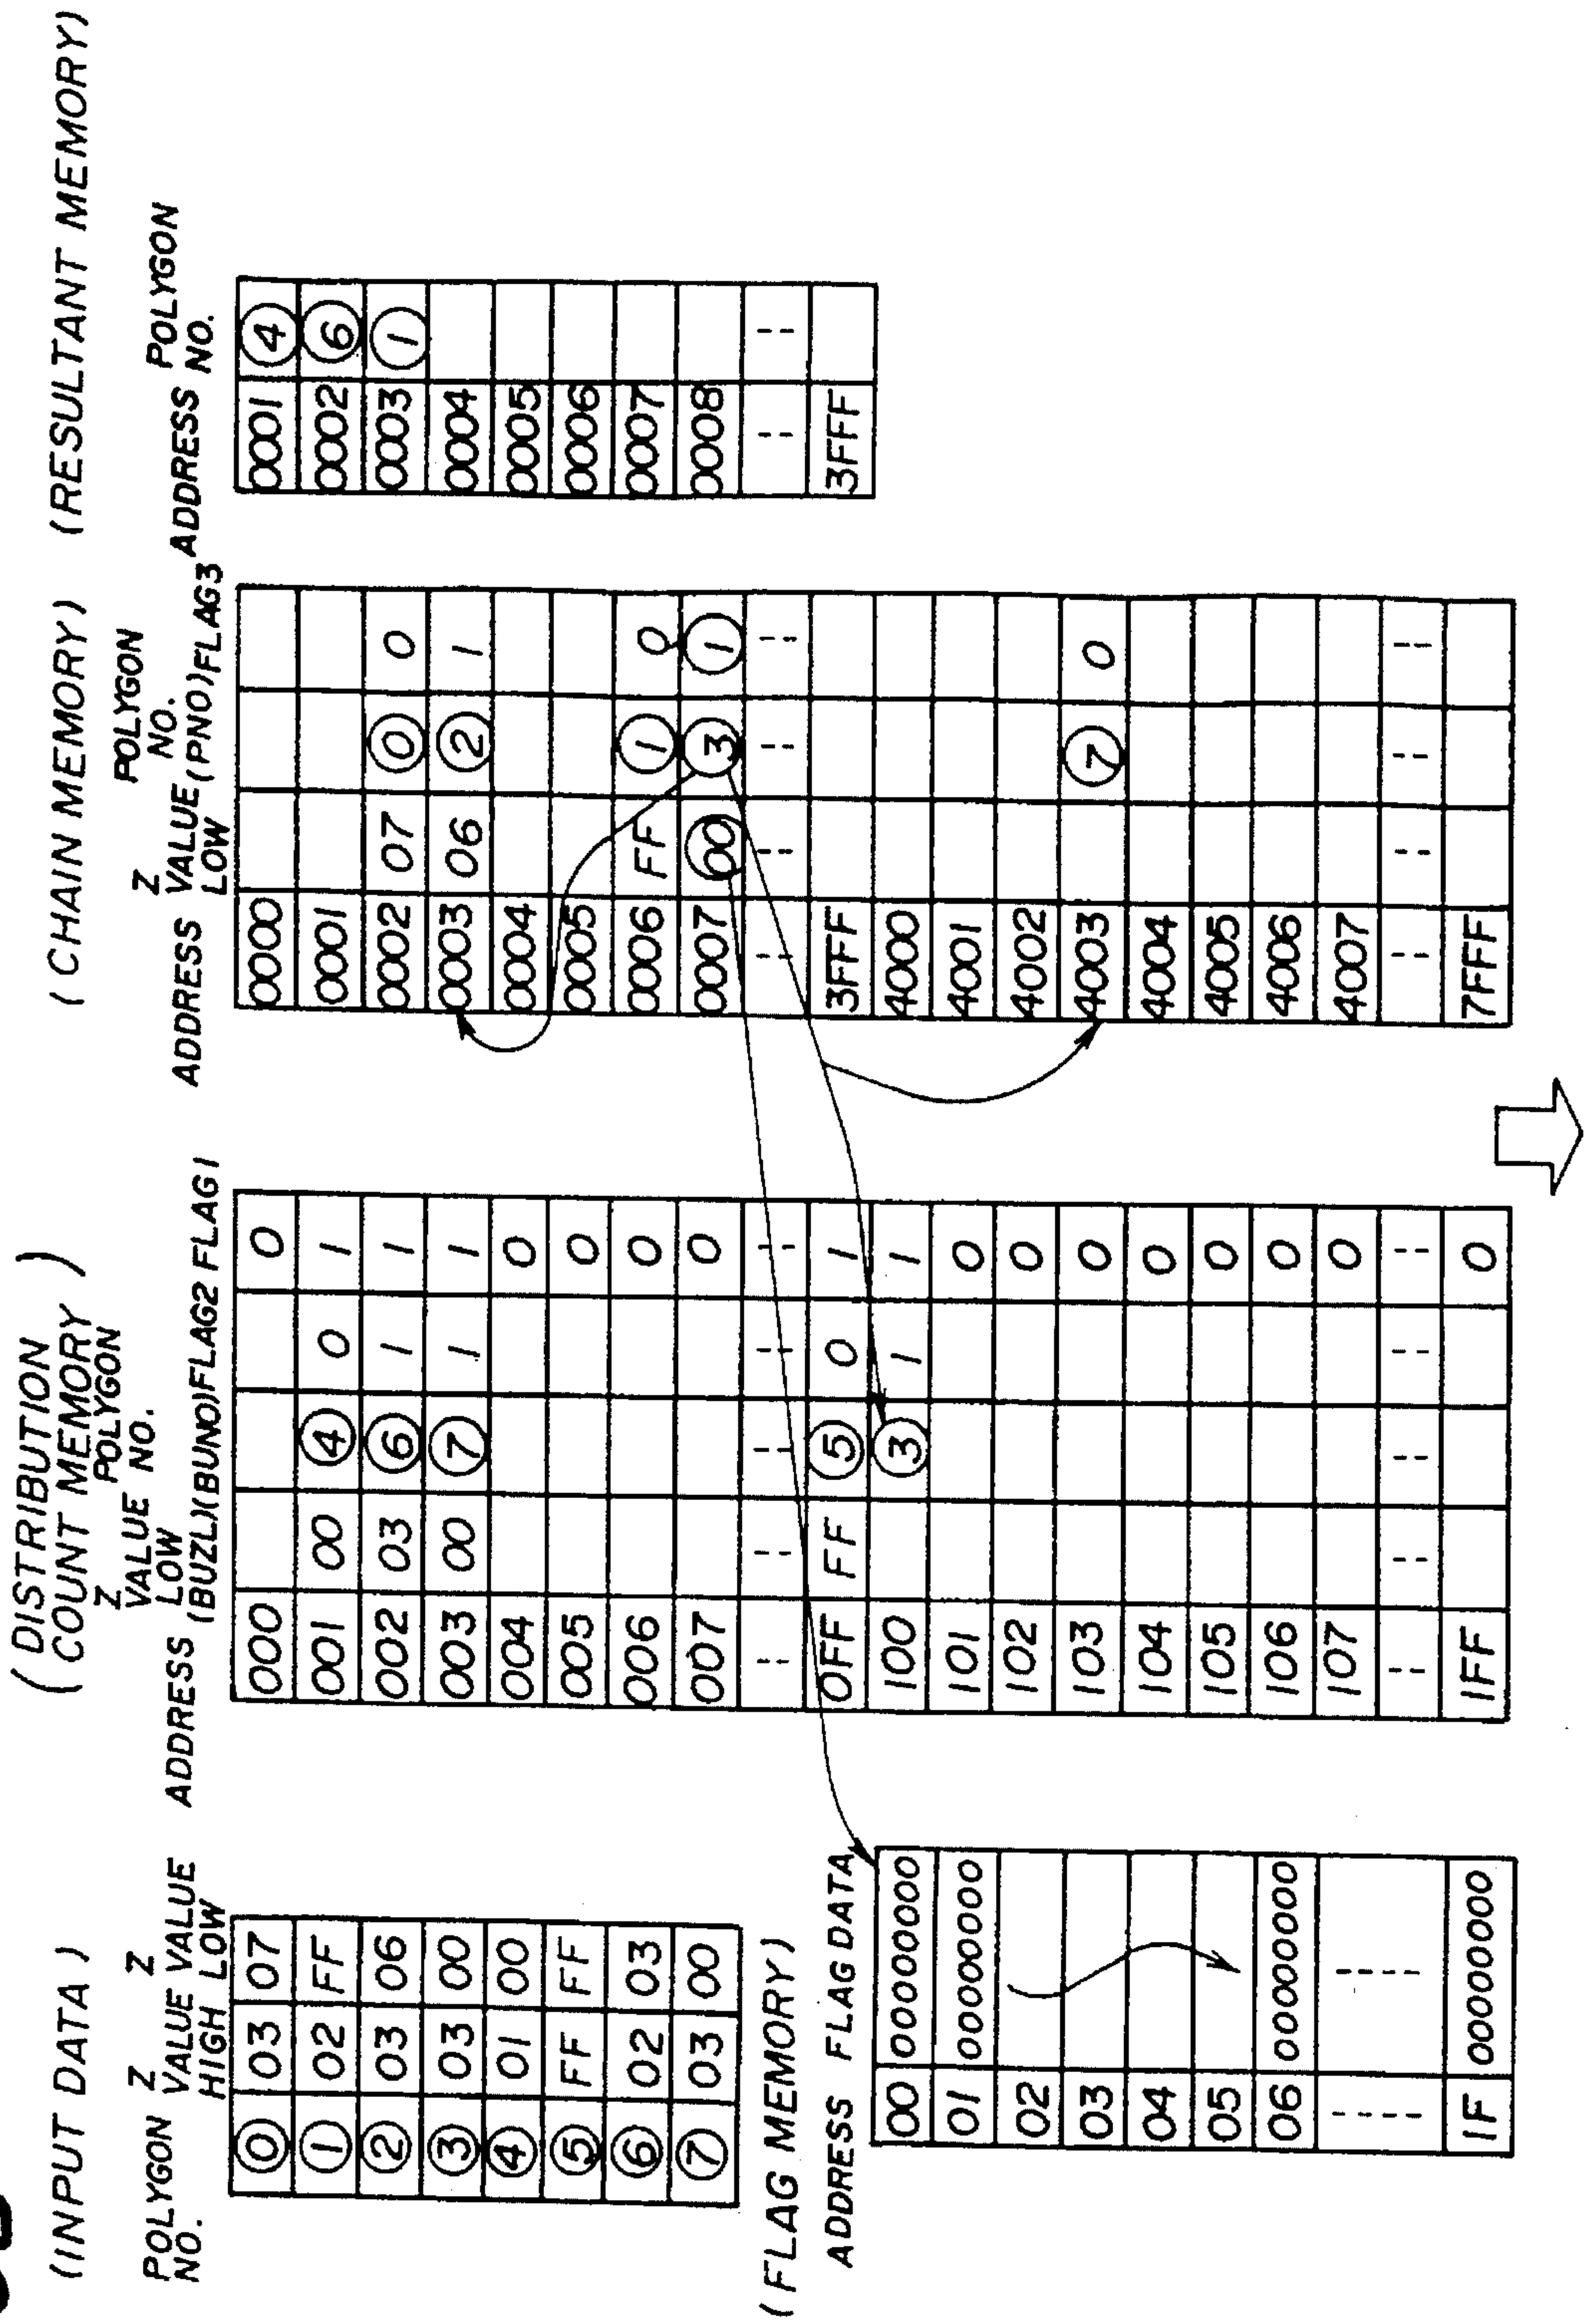 (INPUT DATA)
POLYGON NO. Z VALUE HIGH Z VALUE LOW
⓪ 03 07
① 02 FF
② 03 06
③ 03 00
④ 01 00
⑤ FF FF
⑥ 02 03
⑦ 03 00
(FLAG MEMORY)
ADDRESS FLAG DATA
00 00000000
01 00000000
02
03
04
05
06 00000000
---- ----
1F 00000000
(DISTRIBUTION COUNT MEMORY)
ADDRESS Z VALUE LOW (BUZL) POLYGON NO. (BUNO) FLAG2 FLAG1
000 0
001 00 ④ 0 1
002 03 ⑥ 1 1
003 00 ⑦ 1 1
004 0
005 0
006 0
007 0
-- -- -- -- --
0FF FF ⑤ 0 1
100 ③ 1 1
101 0
102 0
103 0
104 0
105 0
106 0
107 0
-- -- -- -- --
1FF 0
(CHAIN MEMORY)
ADDRESS Z VALUE LOW POLYGON NO. (PNO) FLAG3
0000
0001
0002 07 ⓪ 0
0003 06 ② 1
0004
0005
0006 FF ① 0
0007 00 ③ ①
-- -- -- --
3FFF
4000
4001
4002
4003 ⑦ 0
4004
4005
4006
4007
-- -- -- --
7FFF
(RESULTANT MEMORY)
ADDRESS POLYGON NO.
0001 ④
0002 ⑥
0003 ①
0004
0005
0006
0007
0008
-- --
3FFF